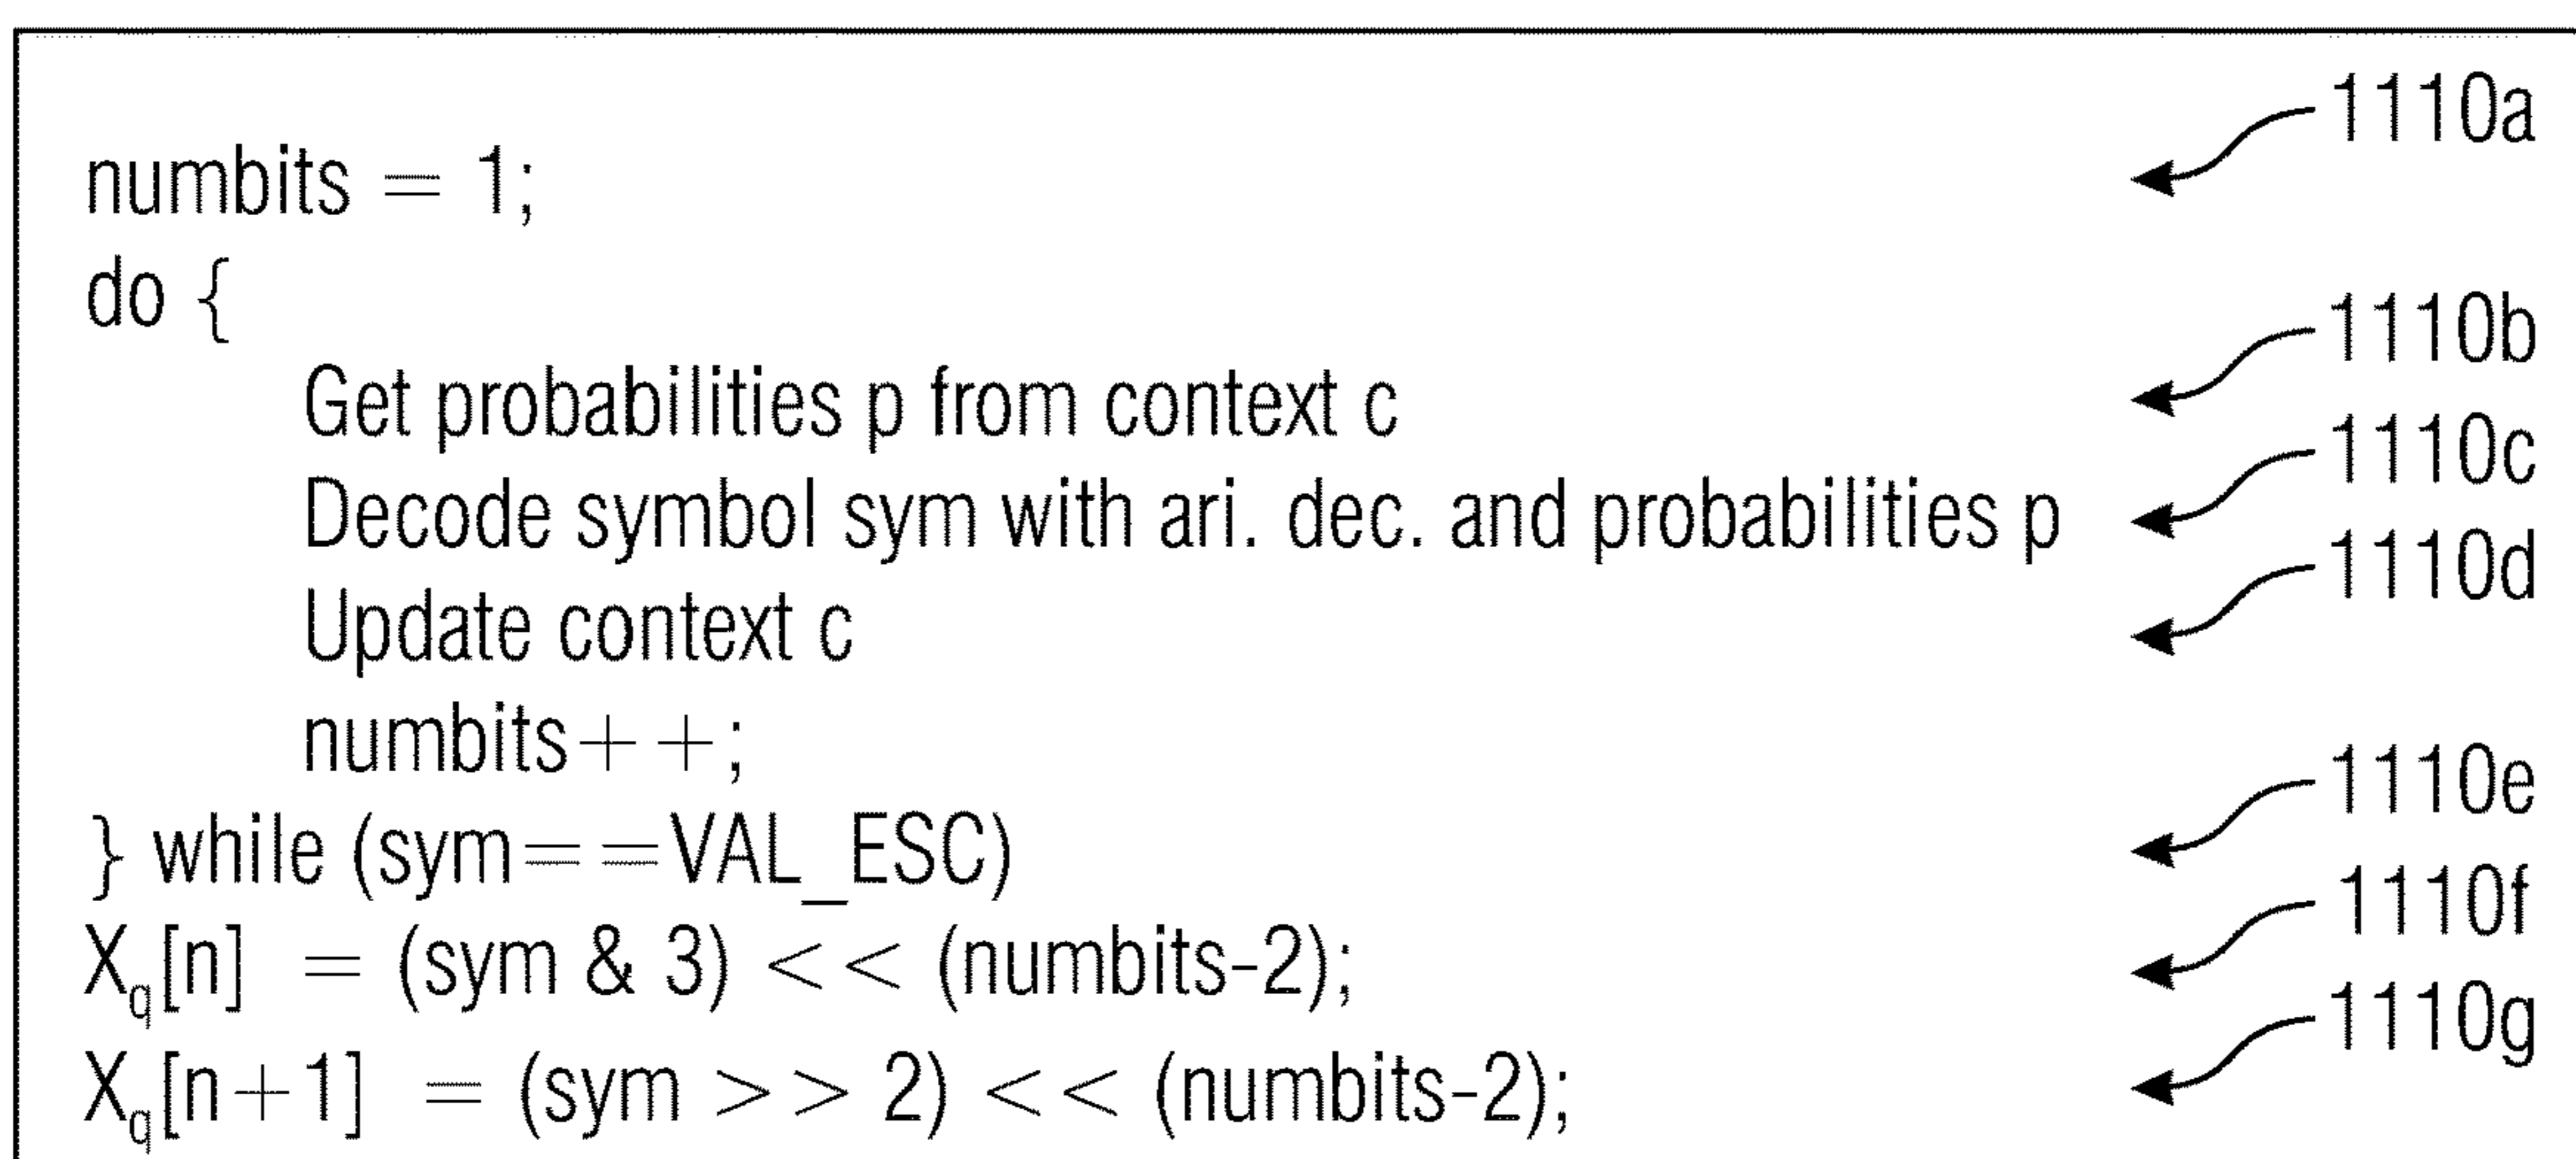 numbits = 1; 1110a
do {
Get probabilities p from context c 1110b
Decode symbol sym with ari. dec. and probabilities p 1110c
Update context c 1110d
numbits++;
} while (sym==VAL_ESC) 1110e
Xq[n] = (sym & 3) << (numbits-2); 1110f
Xq[n+1] = (sym >> 2) << (numbits-2); 1110g